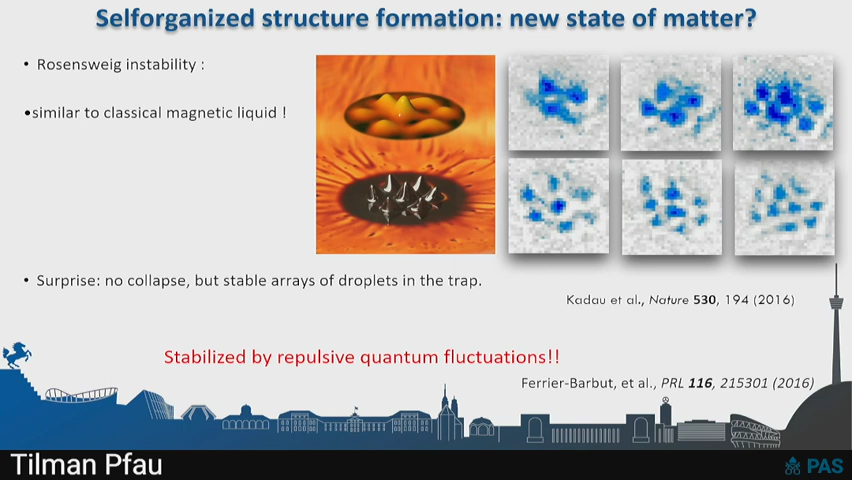 Selforganized structure formation: new state of matter?
• Rosensweig instability :
•similar to classical magnetic liquid !
• Surprise: no collapse, but stable arrays of droplets in the trap.
Kadau et al., Nature 530, 194 (2016)
Stabilized by repulsive quantum fluctuations!!
Ferrier-Barbut, et al., PRL 116, 215301 (2016)
Tilman Pfau
PAS